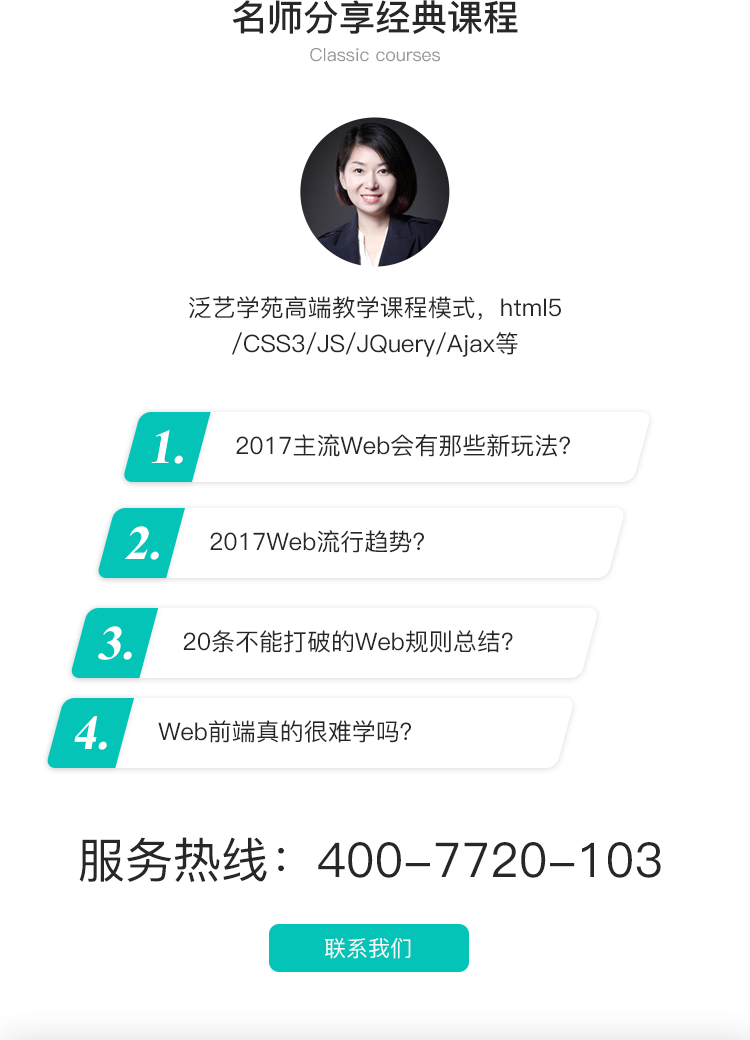 名师分享经典课程
Classic courses
泛艺学苑高端教学课程模式，html5
/CSS3/JS/JQuery/Ajax等
1. 2017主流Web会有那些新玩法?
2. 2017Web流行趋势?
3. 20条不能打破的Web规则总结?
4. Web前端真的很难学吗?
服务热线：400-7720-103
联系我们